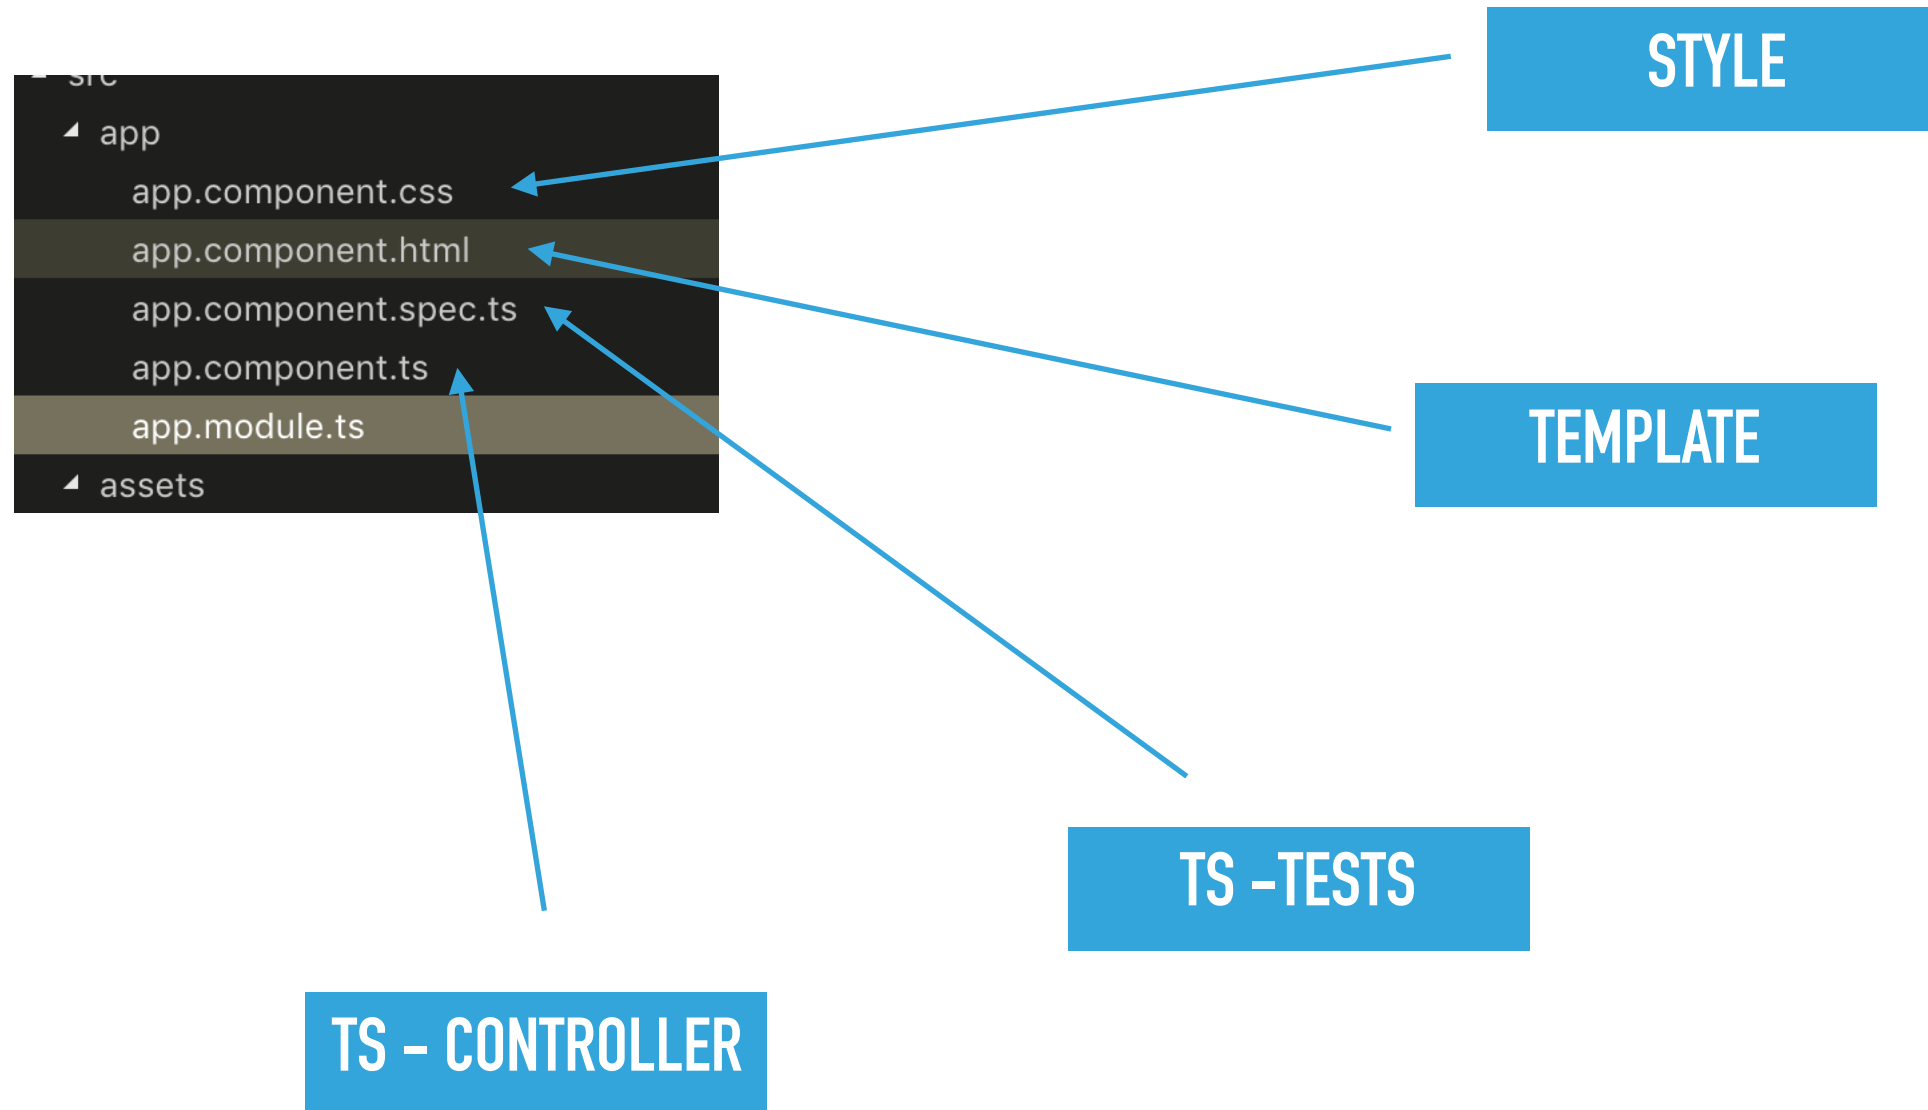 src
app
app.component.css
app.component.html
app.component.spec.ts
app.component.ts
app.module.ts
assets
STYLE
TEMPLATE
TS -TESTS
TS - CONTROLLER